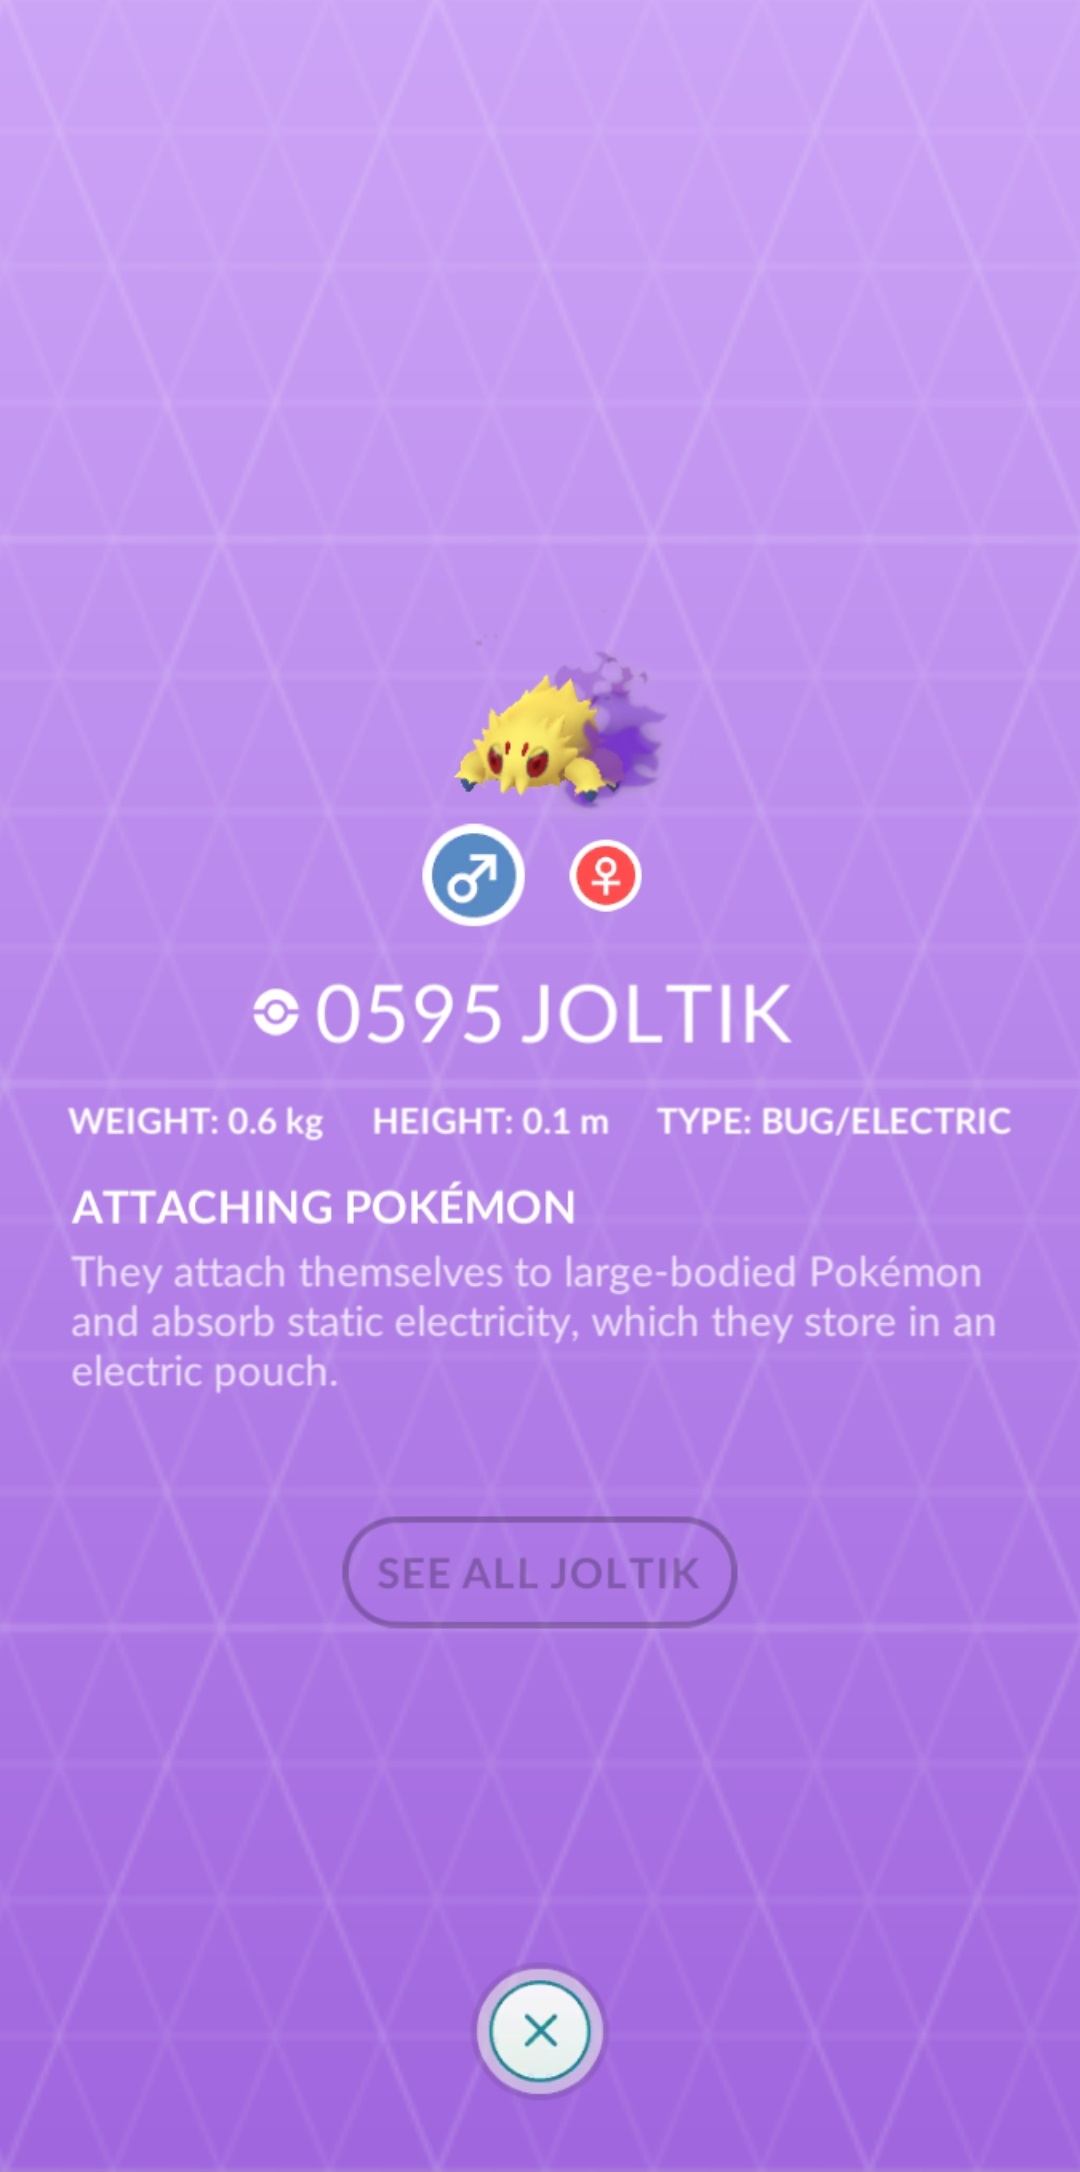 ♂ ♀
0595 JOLTIK
WEIGHT: 0.6 kg HEIGHT: 0.1 m TYPE: BUG/ELECTRIC
ATTACHING POKÉMON
They attach themselves to large-bodied Pokémon
and absorb static electricity, which they store in an
electric pouch.
SEE ALL JOLTIK